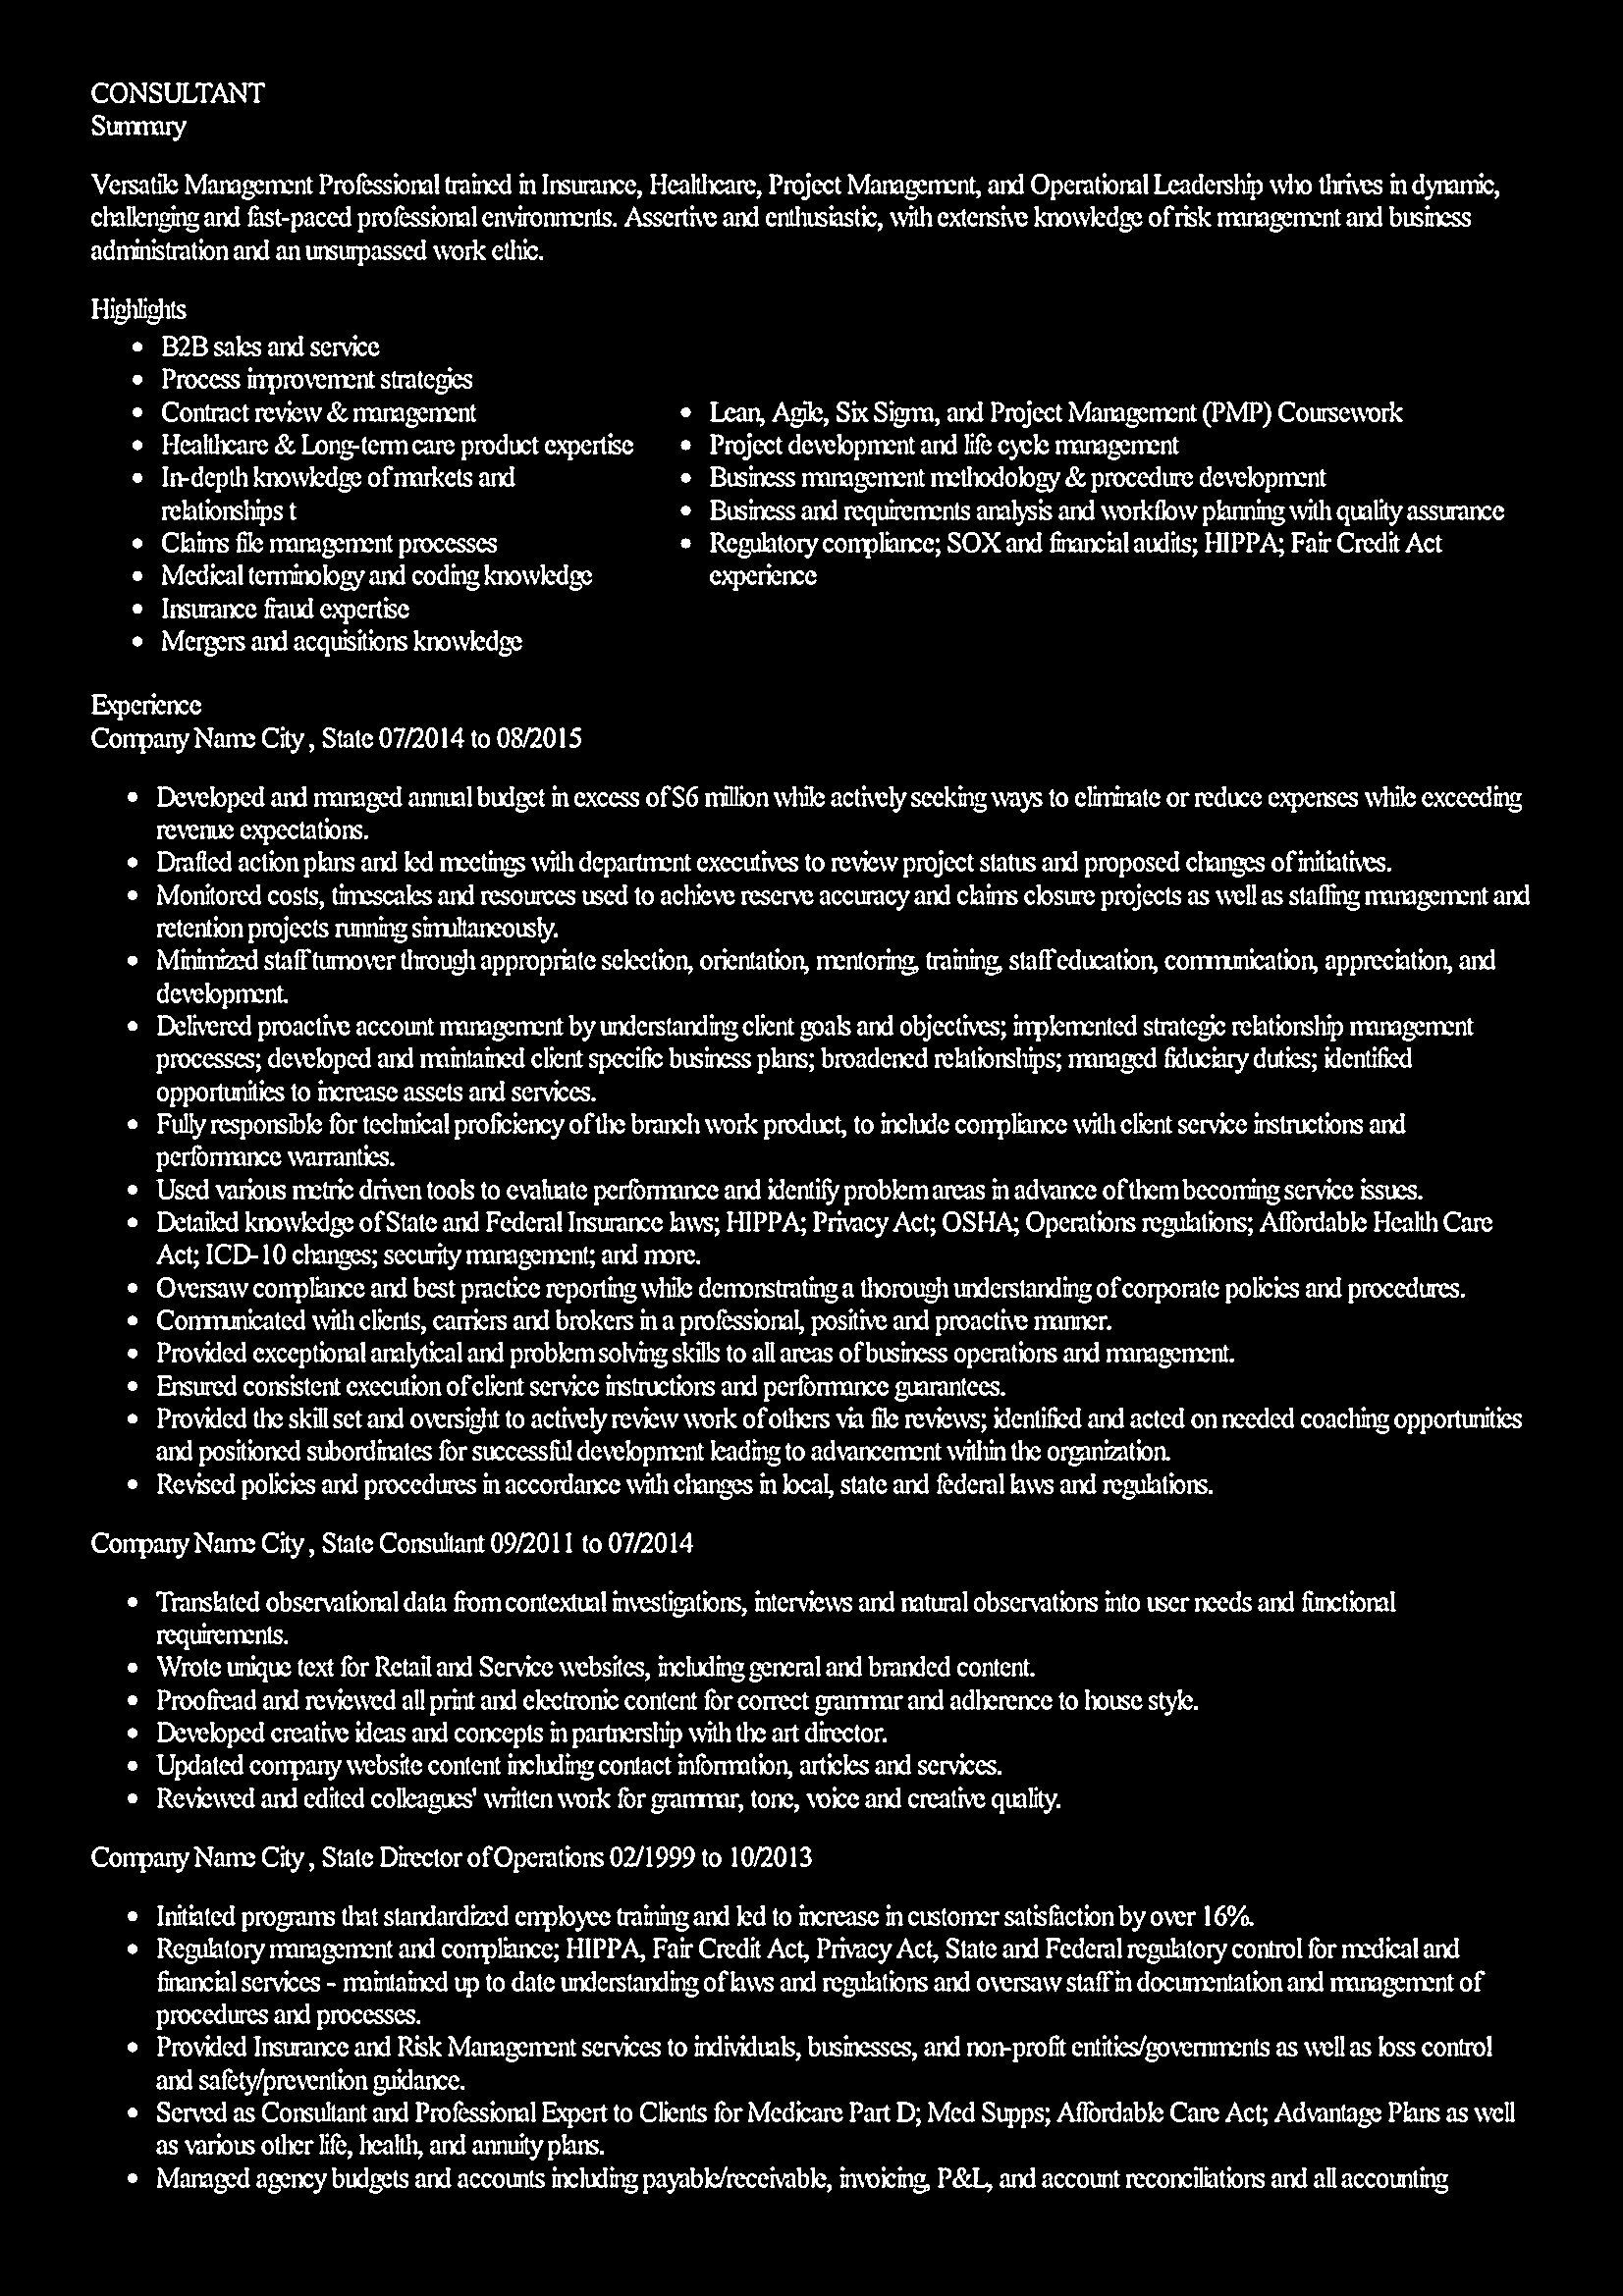 CONSULTANT
Summary
Versatile Management Professional trained in Insurance, Healthcare, Project Management, and Operational Leadership who thrives in dynamic,
challenging and fast-paced professional environments. Assertive and enthusiastic, with extensive knowledge of risk management and business
administration and an unsurpassed work ethic.
Highlights
• B2B sales and service
• Process improvement strategies
• Contract review & management
• Healthcare & Long-term care product expertise
• In-depth knowledge of markets and
relationships t
• Claims file management processes
• Medical terminology and coding knowledge
• Insurance fraud expertise
• Mergers and acquisitions knowledge
• Lean, Agile, Six Sigma, and Project Management (PMP) Coursework
• Project development and life cycle management
• Business management methodology & procedure development
• Business and requirements analysis and workflow planning with quality assurance
• Regulatory compliance; SOX and financial audits; HIPPA; Fair Credit Act
experience
Experience
Company Name City , State 07/2014 to 08/2015
• Developed and managed annual budget in excess of $6 million while actively seeking ways to eliminate or reduce expenses while exceeding
revenue expectations.
• Drafted action plans and led meetings with department executives to review project status and proposed changes of initiatives.
• Monitored costs, timescales and resources used to achieve reserve accuracy and claims closure projects as well as staffing management and
retention projects running simultaneously.
• Minimized staff turnover through appropriate selection, orientation, mentoring, training, staff education, communication, appreciation, and
development.
• Delivered proactive account management by understanding client goals and objectives; implemented strategic relationship management
processes; developed and maintained client specific business plans; broadened relationships; managed fiduciary duties; identified
opportunities to increase assets and services.
• Fully responsible for technical proficiency of the branch work product, to include compliance with client service instructions and
performance warranties.
• Used various metric driven tools to evaluate performance and identify problem areas in advance of them becoming service issues.
• Detailed knowledge of State and Federal Insurance laws; HIPPA; Privacy Act; OSHA; Operations regulations; Affordable Health Care
Act; ICD-10 changes; security management; and more.
• Oversaw compliance and best practice reporting while demonstrating a thorough understanding of corporate policies and procedures.
• Communicated with clients, carriers and brokers in a professional, positive and proactive manner.
• Provided exceptional analytical and problem solving skills to all areas of business operations and management.
• Ensured consistent execution of client service instructions and performance guarantees.
• Provided the skill set and oversight to actively review work of others via file reviews; identified and acted on needed coaching opportunities
and positioned subordinates for successful development leading to advancement within the organization.
• Revised policies and procedures in accordance with changes in local, state and federal laws and regulations.
Company Name City , State Consultant 09/2011 to 07/2014
• Translated observational data from contextual investigations, interviews and natural observations into user needs and functional
requirements.
• Wrote unique text for Retail and Service websites, including general and branded content.
• Proofread and reviewed all print and electronic content for correct grammar and adherence to house style.
• Developed creative ideas and concepts in partnership with the art director.
• Updated company website content including contact information, articles and services.
• Reviewed and edited colleagues' written work for grammar, tone, voice and creative quality.
Company Name City , State Director of Operations 02/1999 to 10/2013
• Initiated programs that standardized employee training and led to increase in customer satisfaction by over 16%.
• Regulatory management and compliance; HIPPA, Fair Credit Act, Privacy Act, State and Federal regulatory control for medical and
financial services - maintained up to date understanding of laws and regulations and oversaw staff in documentation and management of
procedures and processes.
• Provided Insurance and Risk Management services to individuals, businesses, and non-profit entities/governments as well as loss control
and safety/prevention guidance.
• Served as Consultant and Professional Expert to Clients for Medicare Part D; Med Supps; Affordable Care Act; Advantage Plans as well
as various other life, health, and annuity plans.
• Managed agency budgets and accounts including payable/receivable, invoicing, P&L, and account reconciliations and all accounting